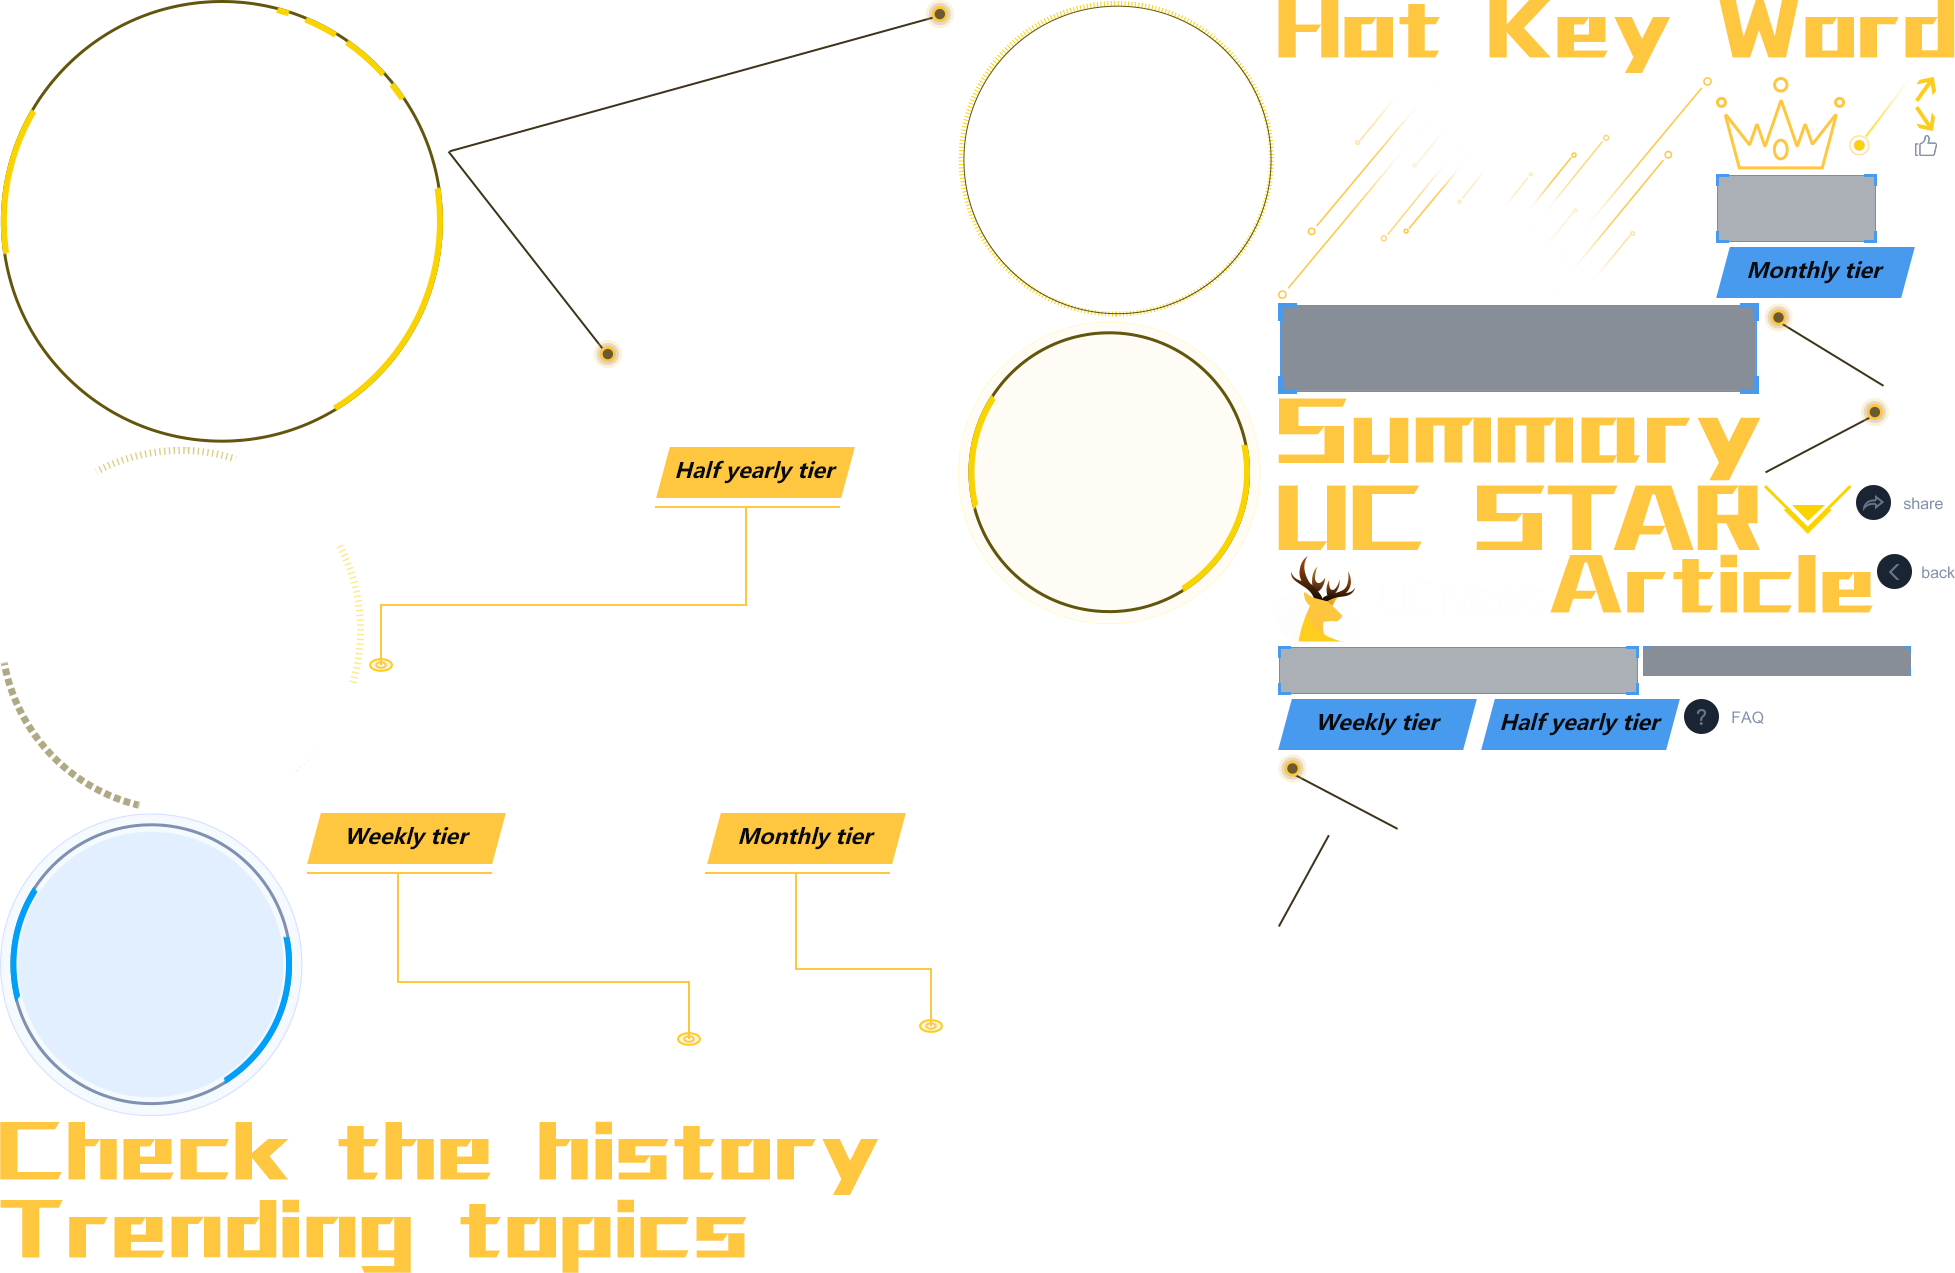 Hot Key Word
Monthly tier
Summary
Half yearly tier
UC STAR
share
Article
back
Weekly tier
Half yearly tier
FAQ
Weekly tier
Monthly tier
Check the history
Trending topics